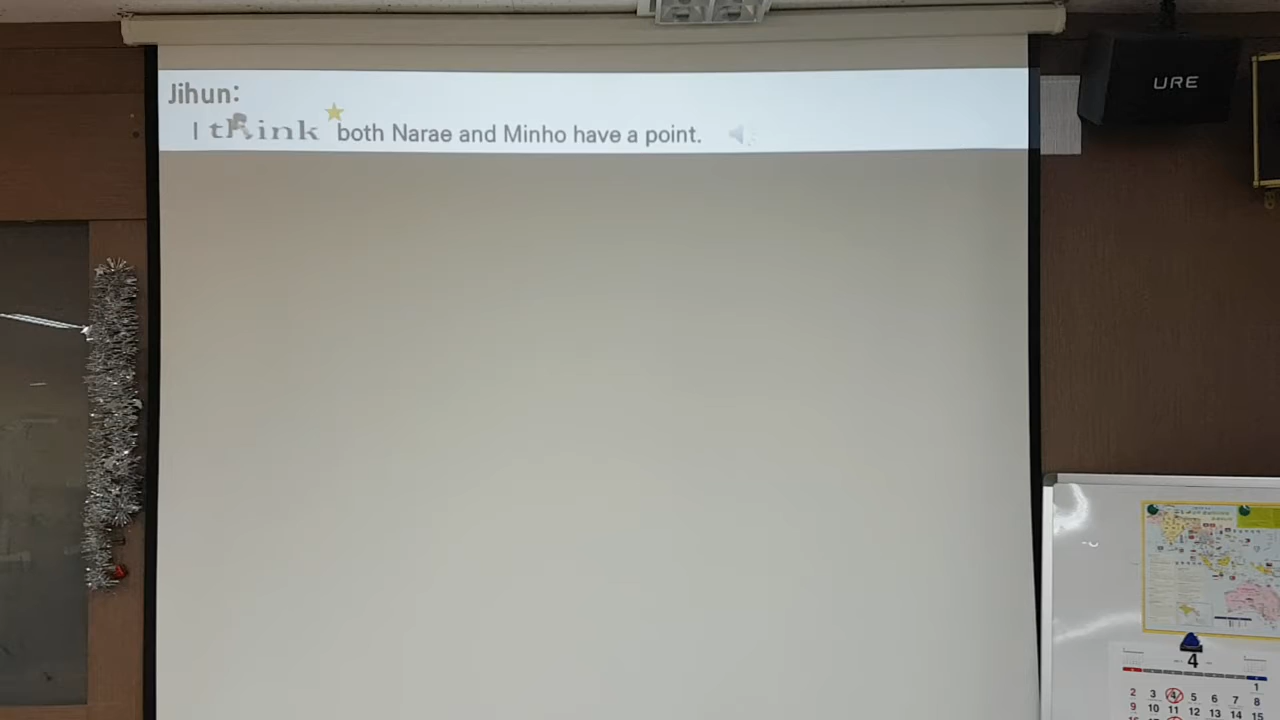 Jihun:
I think both Narae and Minho have a point.
URE
4
1
2 3 4 5 6 7 8
9 10 11 12 13 14 15